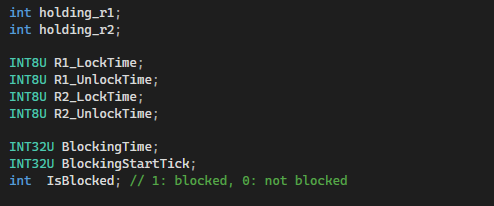 int holding_r1;
int holding_r2;
INT8U R1_LockTime;
INT8U R1_UnlockTime;
INT8U R2_LockTime;
INT8U R2_UnlockTime;
INT32U BlockingTime;
INT32U BlockingStartTick;
int  IsBlocked; // 1: blocked, 0: not blocked